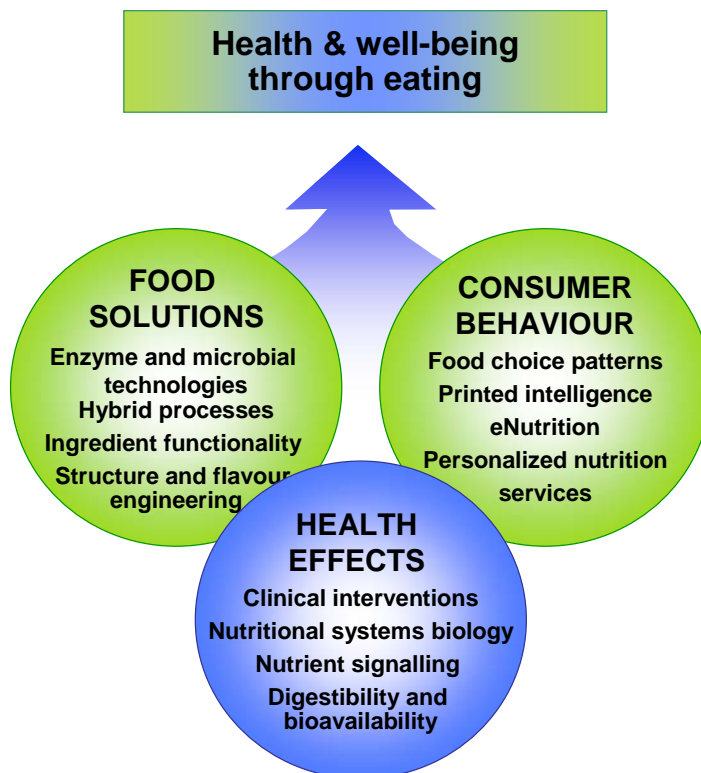 Health & well-being
through eating
FOOD
SOLUTIONS
Enzyme and microbial
technologies
Hybrid processes
Ingredient functionality
Structure and flavour
engineering
CONSUMER
BEHAVIOUR
Food choice patterns
Printed intelligence
eNutrition
Personalized nutrition
services
HEALTH
EFFECTS
Clinical interventions
Nutritional systems biology
Nutrient signalling
Digestibility and
bioavailability